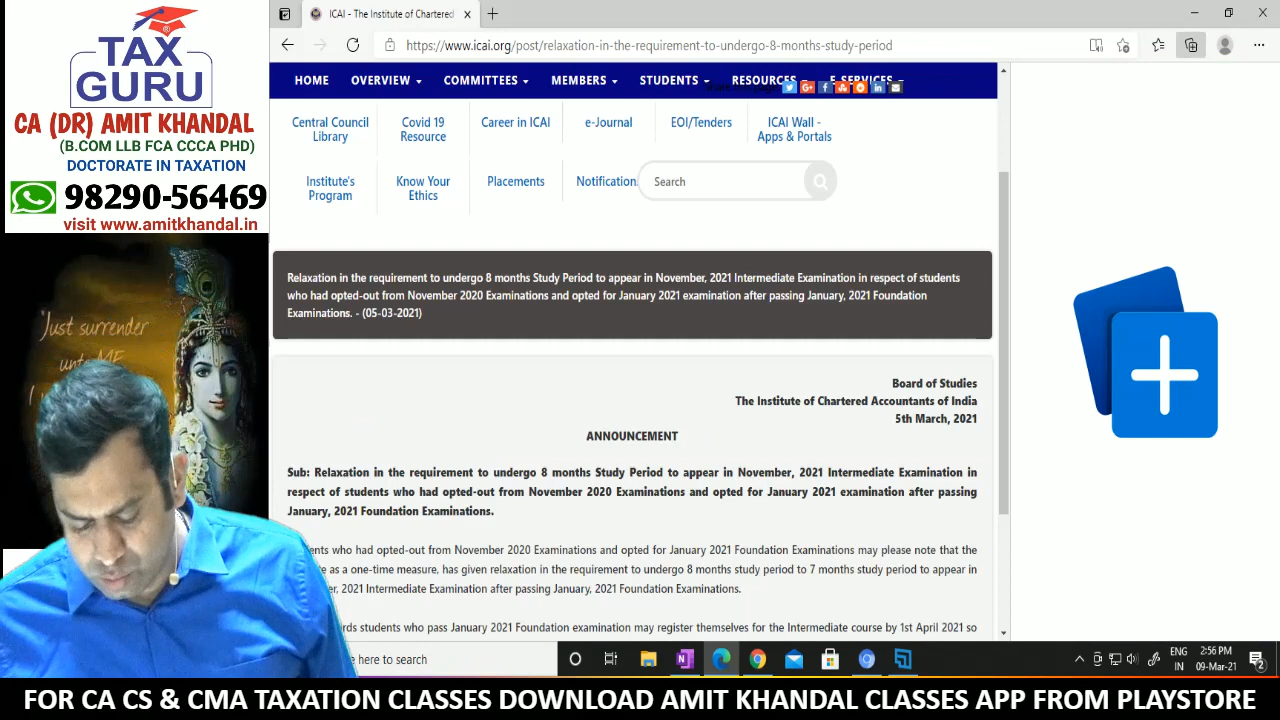 TAX
GURU
CA (DR) AMIT KHANDAL
(B.COM LLB FCA CCCA PHD)
DOCTORATE IN TAXATION
98290-56469
visit www.amitkhandal.in
Just surrender
unto ME
ICAI - The Institute of Chartered
https://www.icai.org/post/relaxation-in-the-requirement-to-undergo-8-months-study-period
HOME OVERVIEW COMMITTEES MEMBERS STUDENTS RESOURCES E-SERVICES
Central Council Library
Covid 19 Resource
Career in ICAI
e-Journal
EOI/Tenders
ICAI Wall - Apps & Portals
Institute's Program
Know Your Ethics
Placements
Notification
Search
Relaxation in the requirement to undergo 8 months Study Period to appear in November, 2021 Intermediate Examination in respect of students
who had opted-out from November 2020 Examinations and opted for January 2021 examination after passing January, 2021 Foundation
Examinations. - (05-03-2021)
Board of Studies
The Institute of Chartered Accountants of India
5th March, 2021
ANNOUNCEMENT
Sub: Relaxation in the requirement to undergo 8 months Study Period to appear in November, 2021 Intermediate Examination in
respect of students who had opted-out from November 2020 Examinations and opted for January 2021 examination after passing
January, 2021 Foundation Examinations.
ents who had opted-out from November 2020 Examinations and opted for January 2021 Foundation Examinations may please note that the
as a one-time measure, has given relaxation in the requirement to undergo 8 months study period to 7 months study period to appear in
2021 Intermediate Examination after passing January, 2021 Foundation Examinations.
students who pass January 2021 Foundation examination may register themselves for the Intermediate course by 1st April 2021 so
here to search
ENG
IN
2:56 PM
09-Mar-21
2
FOR CA CS & CMA TAXATION CLASSES DOWNLOAD AMIT KHANDAL CLASSES APP FROM PLAYSTORE